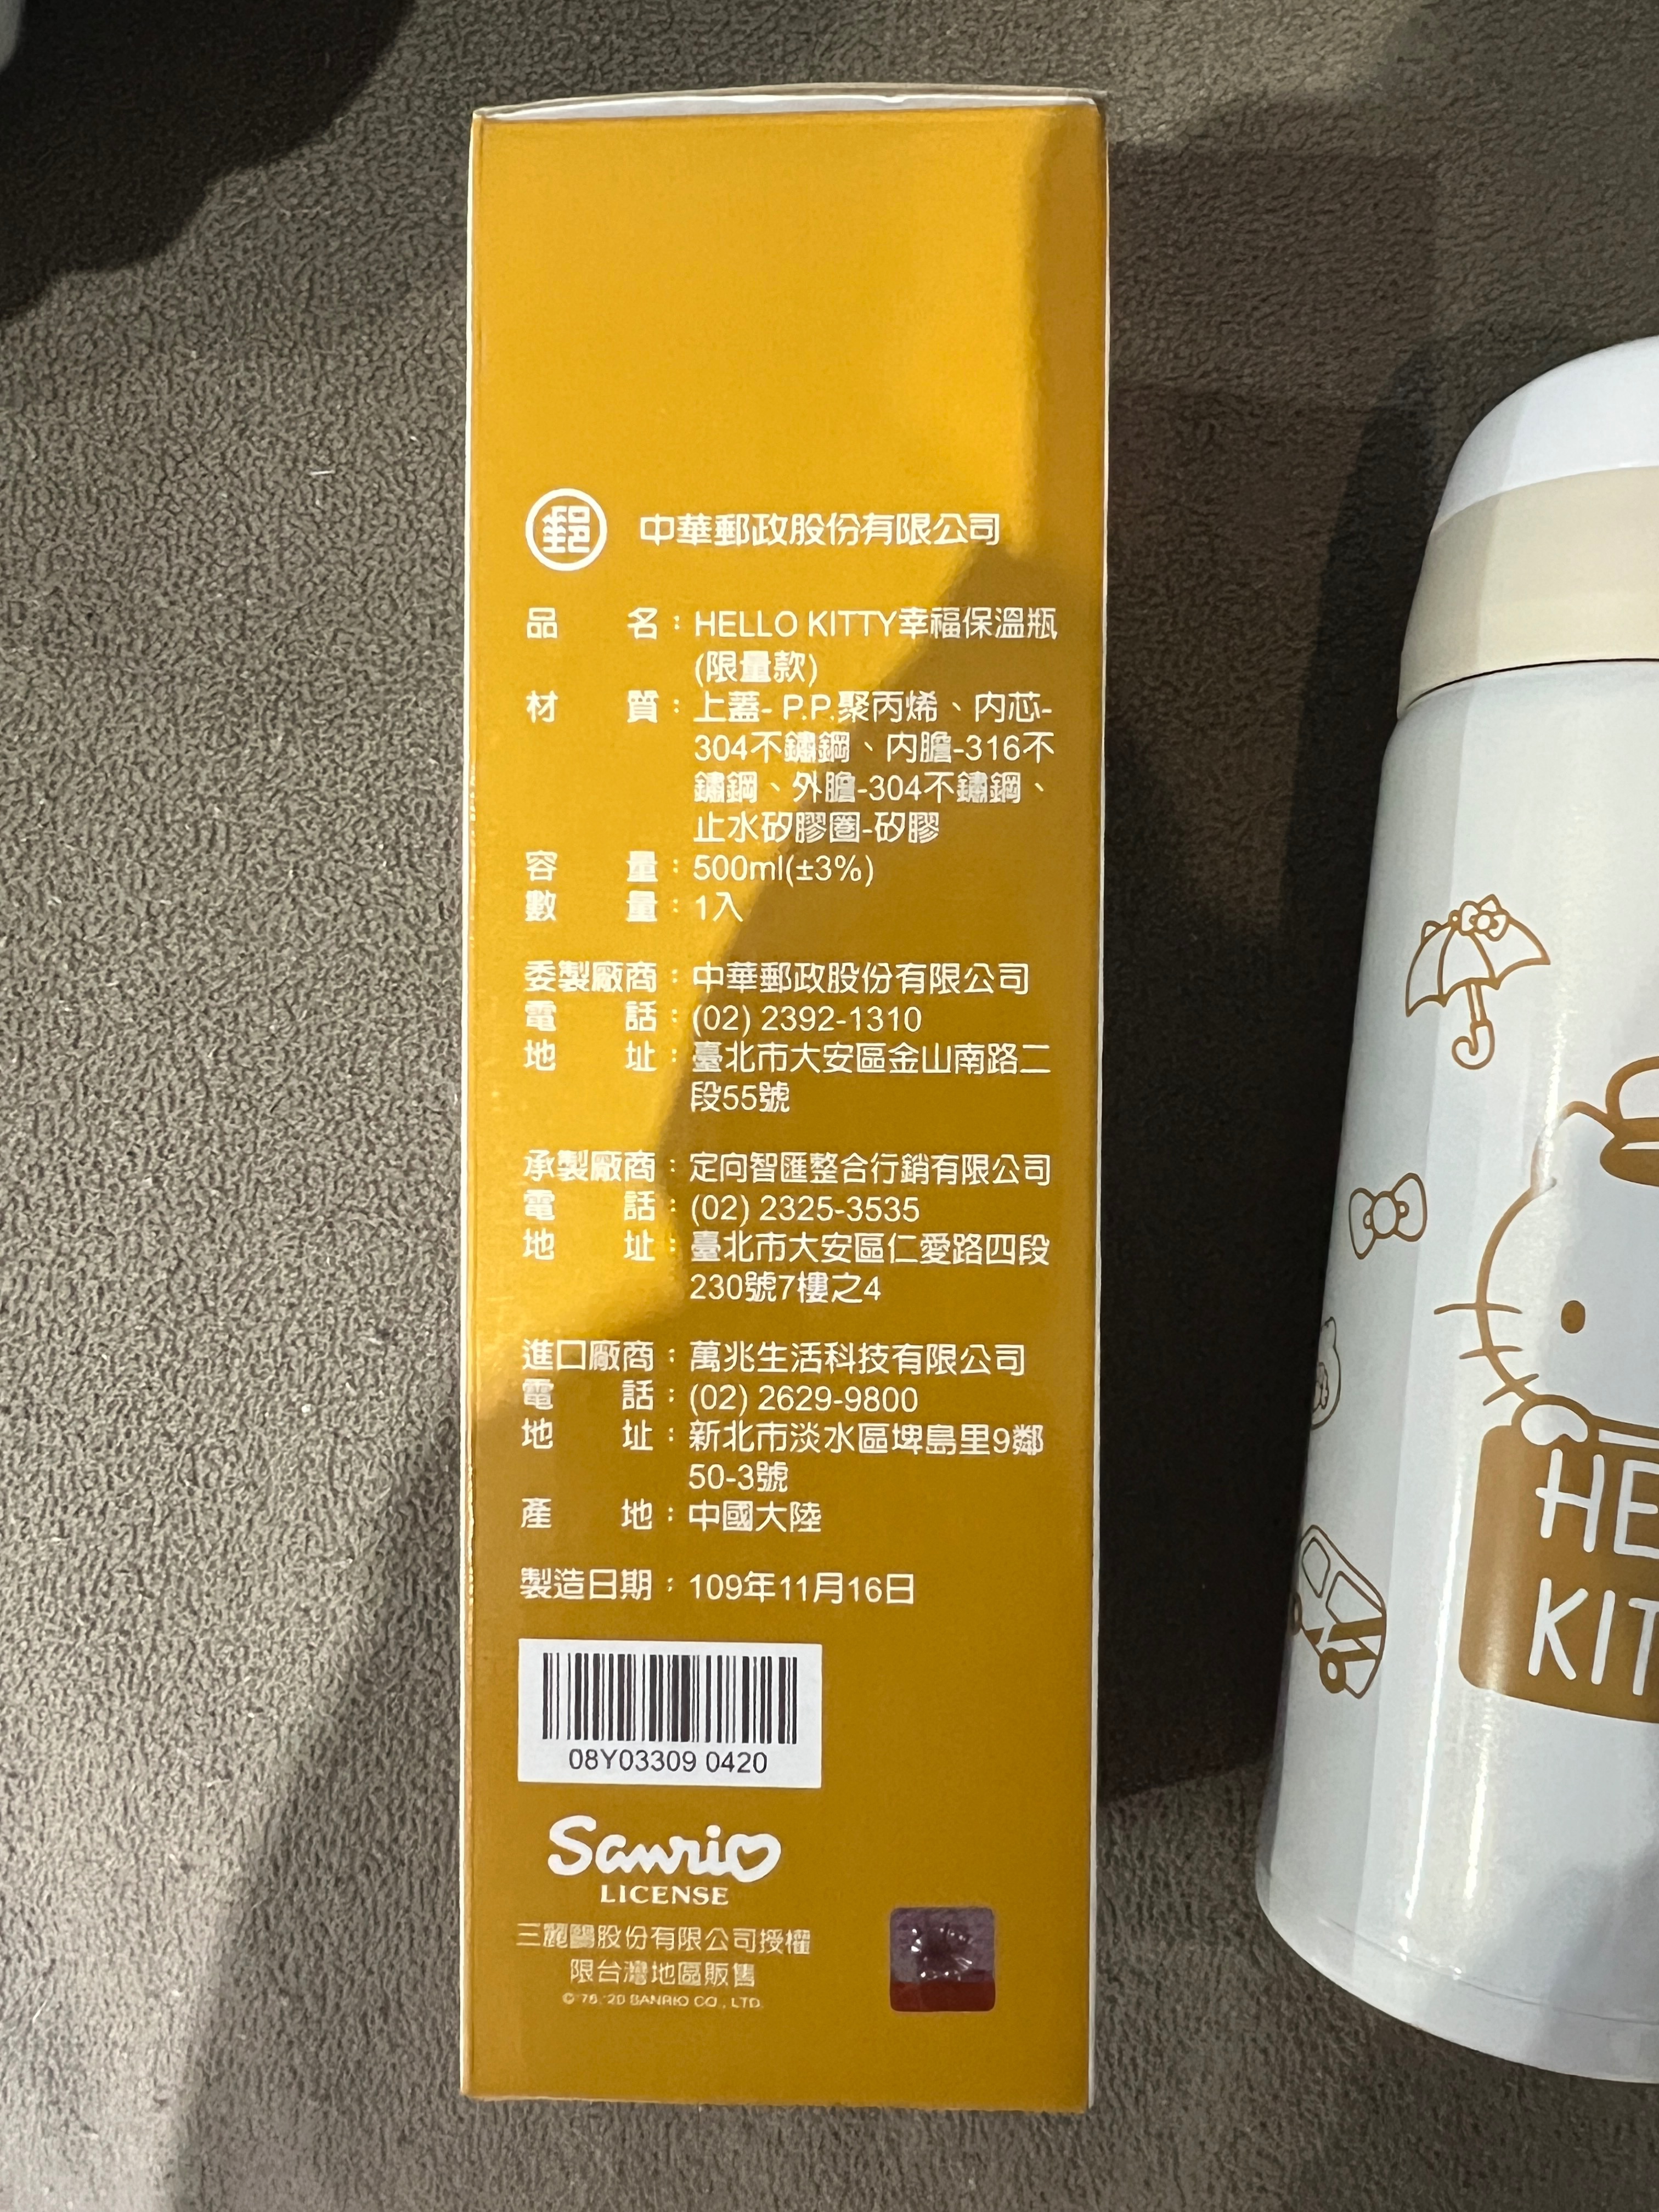 郵 中華郵政股份有限公司
品名：HELLO KITTY幸福保溫瓶
(限量款)
材質：上蓋- P.P.聚丙烯、內芯-
304不鏽鋼、內膽-316不
鏽鋼、外膽-304不鏽鋼、
止水矽膠圈-矽膠
容量：500ml(±3%)
數量：1入
委製廠商：中華郵政股份有限公司
電話：(02) 2392-1310
地址：臺北市大安區金山南路二
段55號
承製廠商：定向智匯整合行銷有限公司
電話：(02) 2325-3535
地址：臺北市大安區仁愛路四段
230號7樓之4
進口廠商：萬兆生活科技有限公司
電話：(02) 2629-9800
地址：新北市淡水區埤島里9鄰
50-3號
產地：中國大陸
製造日期：109年11月16日
08Y03309 0420
Sanrio
LICENSE
三麗鷗股份有限公司授權
限台灣地區販售
© '76, '20 SANRIO CO., LTD.
HE
KIT